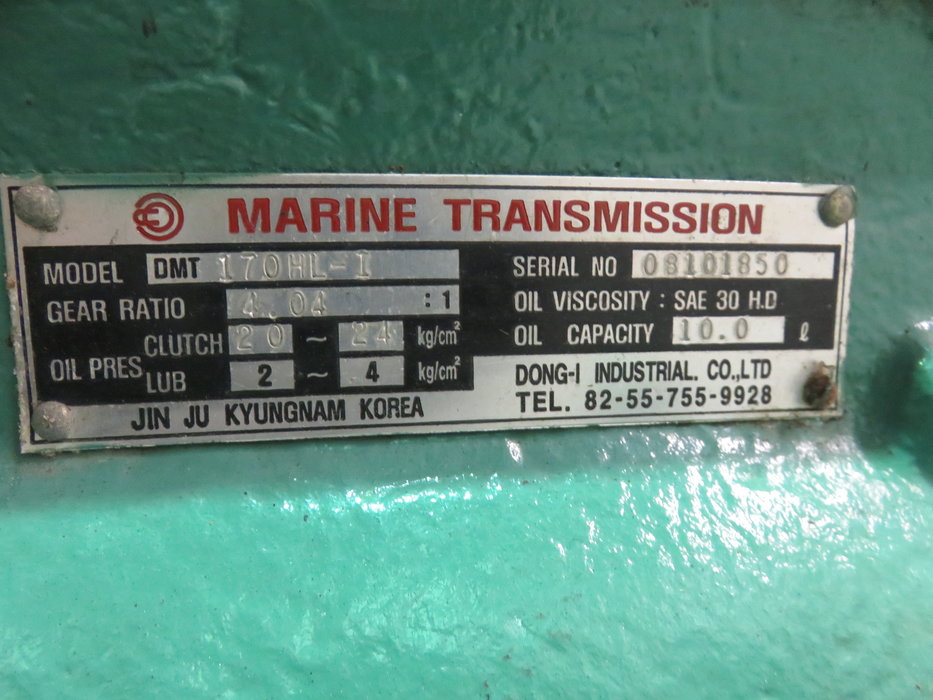 MARINE TRANSMISSION
MODEL DMT 170HL-I
GEAR RATIO 4.04 :1
OIL PRES CLUTCH 20 ~ 24 kg/cm²
LUB 2 ~ 4 kg/cm²
SERIAL NO 08101850
OIL VISCOSITY : SAE 30 H.D
OIL CAPACITY 10.0 ℓ
DONG-I INDUSTRIAL. CO.,LTD
TEL. 82-55-755-9928
JIN JU KYUNGNAM KOREA